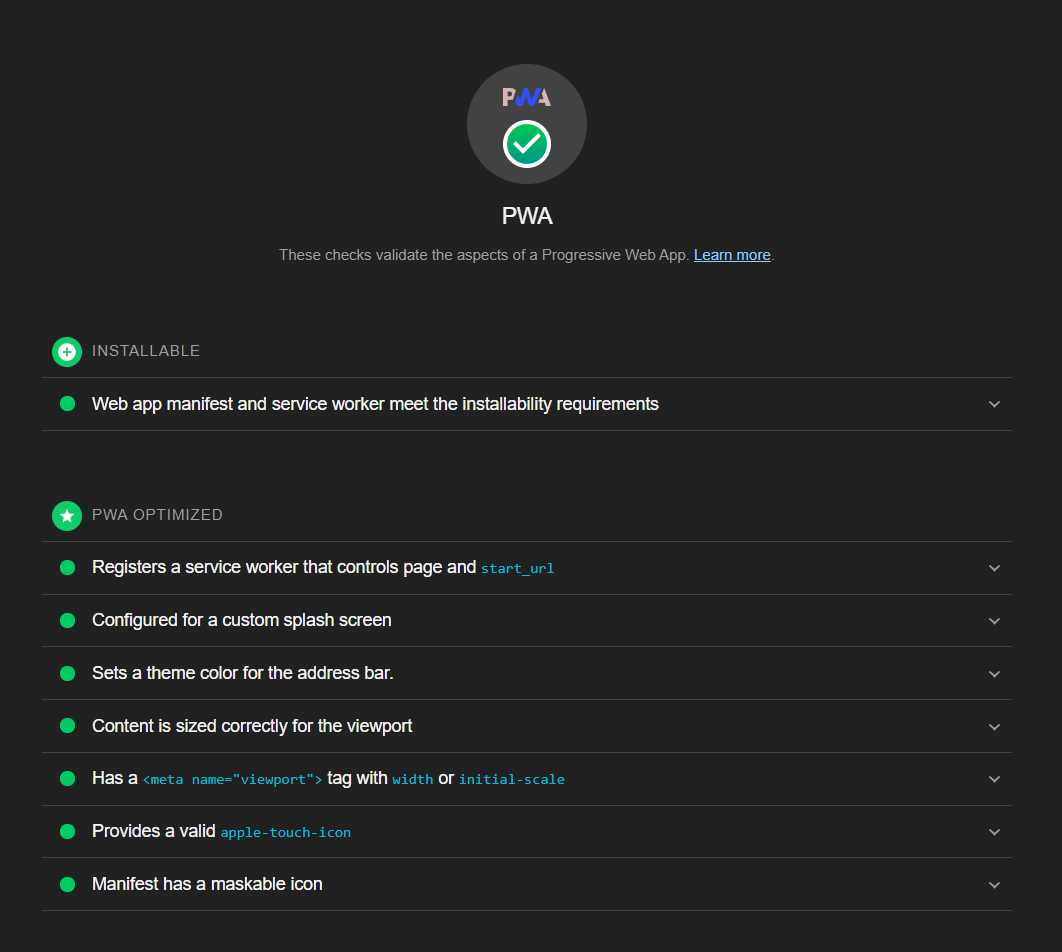 PWA
PWA
These checks validate the aspects of a Progressive Web App. Learn more.
INSTALLABLE
Web app manifest and service worker meet the installability requirements
PWA OPTIMIZED
Registers a service worker that controls page and start_url
Configured for a custom splash screen
Sets a theme color for the address bar.
Content is sized correctly for the viewport
Has a <meta name="viewport"> tag with width or initial-scale
Provides a valid apple-touch-icon
Manifest has a maskable icon